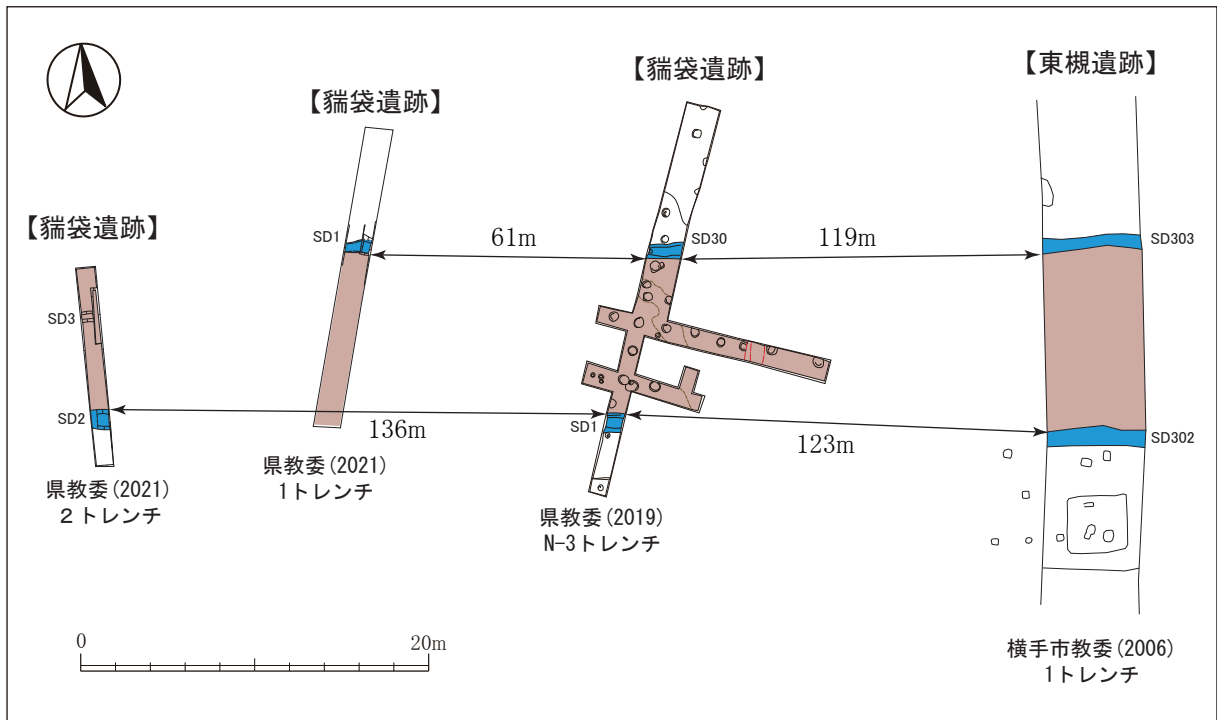 【貒袋遺跡】
SD3
SD2
県教委(2021)
2トレンチ
【貒袋遺跡】
SD1
県教委(2021)
1トレンチ
61m
136m
【貒袋遺跡】
SD30
SD1
県教委(2019)
N-3トレンチ
119m
123m
【東槻遺跡】
SD303
SD302
横手市教委(2006)
1トレンチ
0
20m